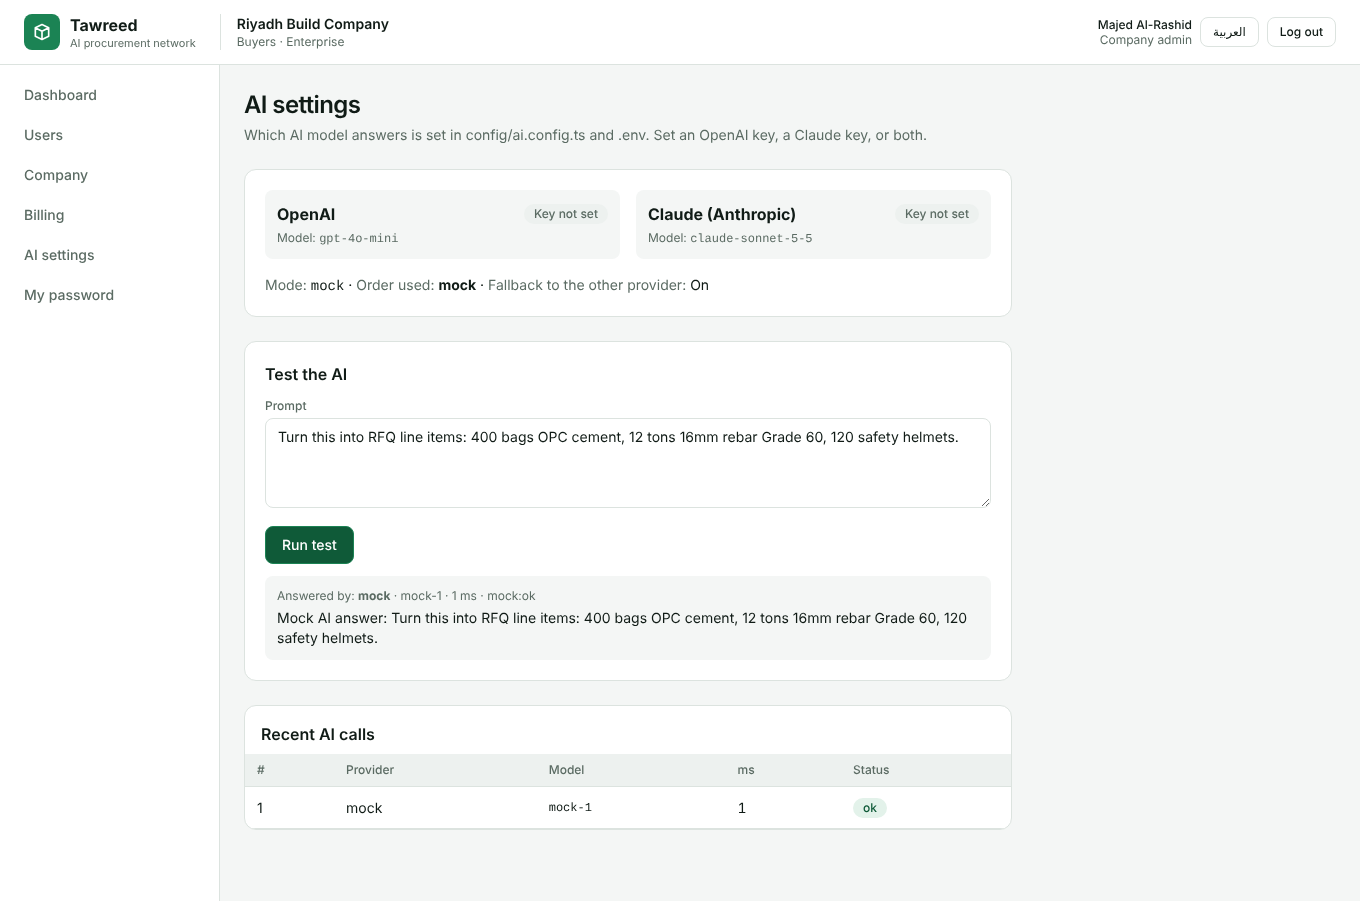 Tawreed
AI procurement network
Riyadh Build Company
Buyers · Enterprise
Majed Al-Rashid
Company admin
العربية
Log out
Dashboard
Users
Company
Billing
AI settings
My password
AI settings
Which AI model answers is set in config/ai.config.ts and .env. Set an OpenAI key, a Claude key, or both.
OpenAI
Key not set
Model: gpt-4o-mini
Claude (Anthropic)
Key not set
Model: claude-sonnet-5-5
Mode: mock · Order used: mock · Fallback to the other provider: On
Test the AI
Prompt
Turn this into RFQ line items: 400 bags OPC cement, 12 tons 16mm rebar Grade 60, 120 safety helmets.
Run test
Answered by: mock · mock-1 · 1 ms · mock:ok
Mock AI answer: Turn this into RFQ line items: 400 bags OPC cement, 12 tons 16mm rebar Grade 60, 120
safety helmets.
Recent AI calls
# Provider Model ms Status
1 mock mock-1 1 ok